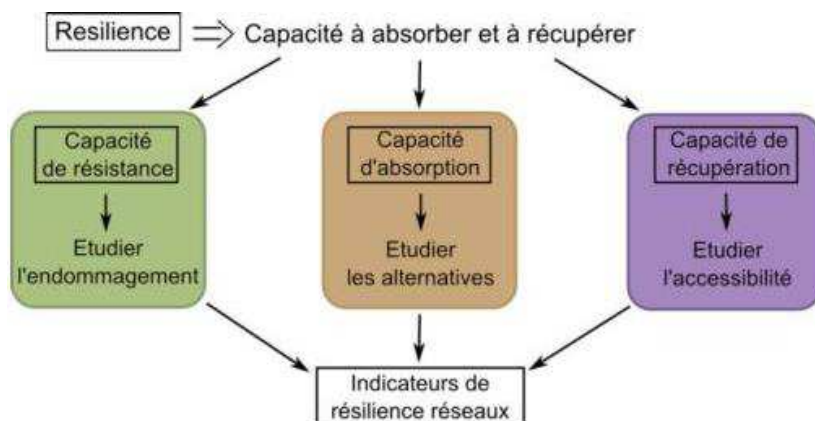 Resilience ⇒ Capacité à absorber et à récupérer
Capacité
de résistance
Etudier
l'endommagement
Capacité
d'absorption
Etudier
les alternatives
Capacité de
récupération
Etudier
l'accessibilité
Indicateurs de
résilience réseaux